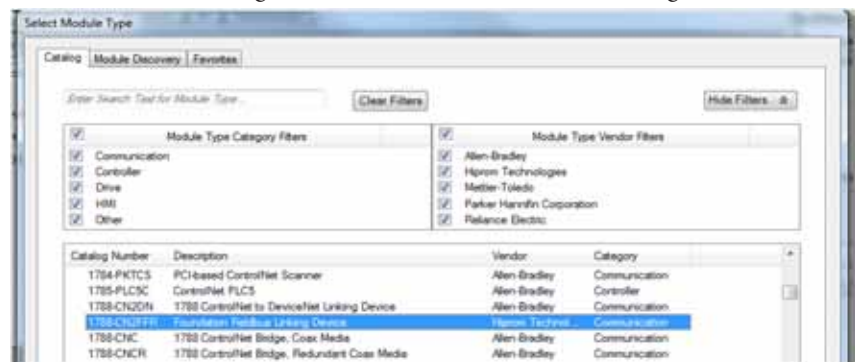 Select Module Type
Catalog Module Discovery Favorites
Enter Search Text for Module Type... Clear Filters Hide Filters
Module Type Category Filters Module Type Vendor Filters
Communication Allen-Bradley
Controller Hiprom Technologies
Drive Mettler-Toledo
HMI Parker Hannifin Corporation
Other Reliance Electric
Catalog Number Description Vendor Category
1784-PKTCS PCI-based ControlNet Scanner Allen-Bradley Communication
1785-PLC5C ControlNet PLC5 Allen-Bradley Controller
1788-CN2DN 1788 ControlNet to DeviceNet Linking Device Allen-Bradley Communication
1788-CN2FFR Foundation Fieldbus Linking Device Hiprom Technol... Communication
1788-CNC 1788 ControlNet Bridge, Coax Media Allen-Bradley Communication
1788-CNCR 1788 ControlNet Bridge, Redundant Coax Media Allen-Bradley Communication